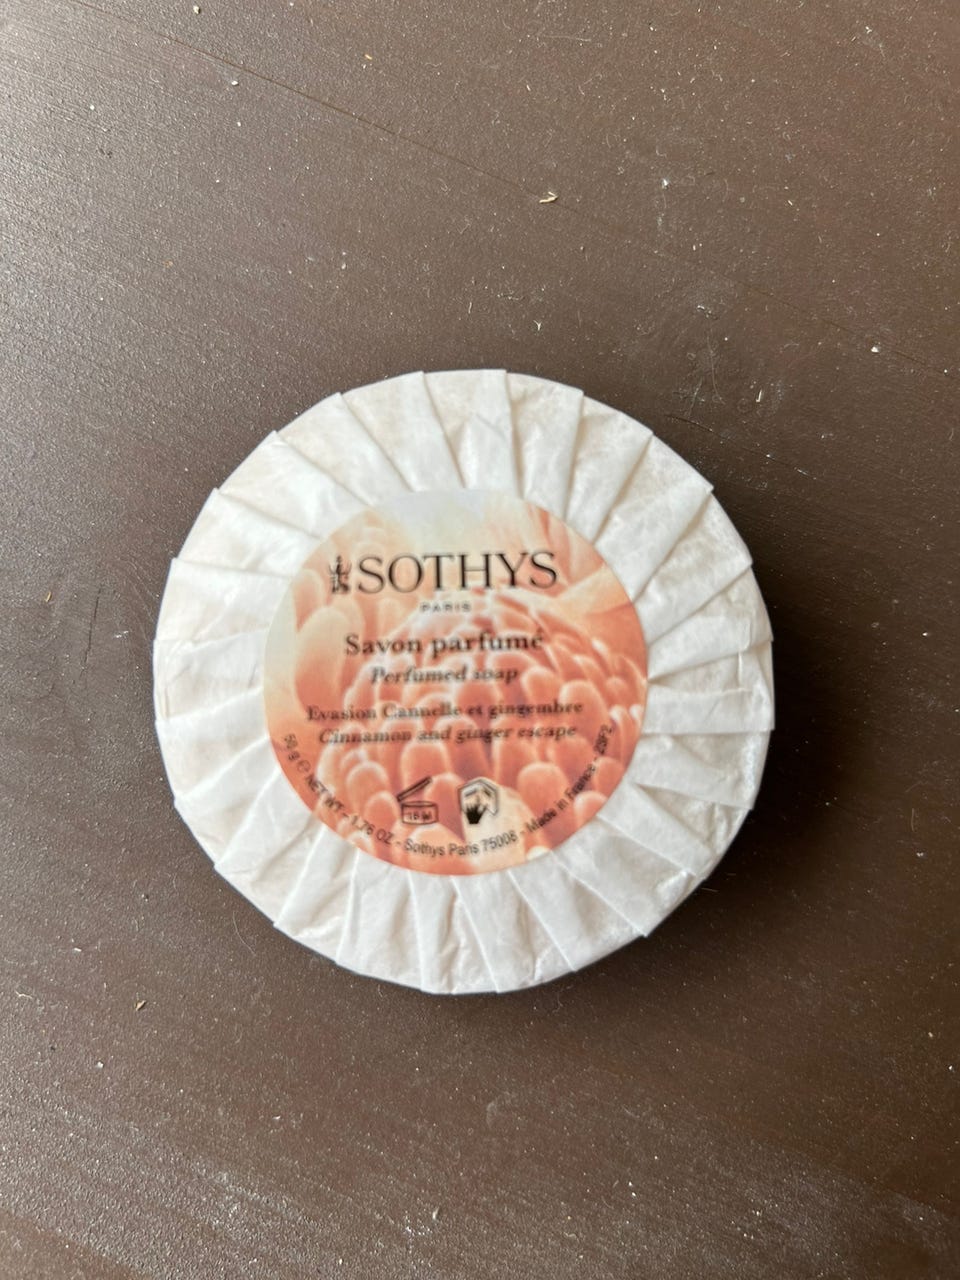 SOTHYS
PARIS
Savon parfumé
Perfumed soap
Evasion Cannelle et gingembre
Cinnamon and ginger escape
50 g ℮ NET WT - 1.76 OZ - Sothys Paris 75008 - Made in France -